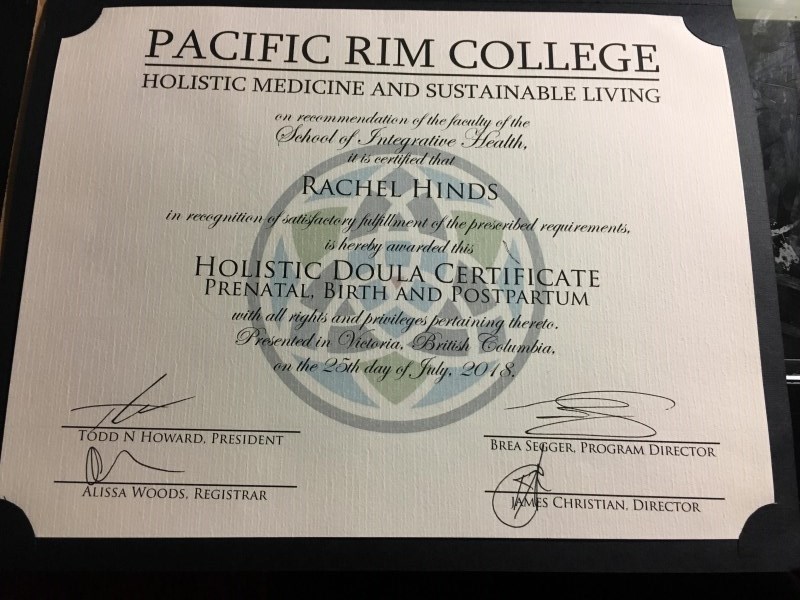 PACIFIC RIM COLLEGE
HOLISTIC MEDICINE AND SUSTAINABLE LIVING
on recommendation of the faculty of the
School of Integrative Health,
it is certified that
RACHEL HINDS
in recognition of satisfactory fulfillment of the prescribed requirements,
is hereby awarded this
HOLISTIC DOULA CERTIFICATE
PRENATAL, BIRTH AND POSTPARTUM
with all rights and privileges pertaining thereto.
Presented in Victoria, British Columbia,
on the 25th day of July, 2018.
TODD N HOWARD, PRESIDENT
BREA SEGGER, PROGRAM DIRECTOR
ALISSA WOODS, REGISTRAR
JAMES CHRISTIAN, DIRECTOR